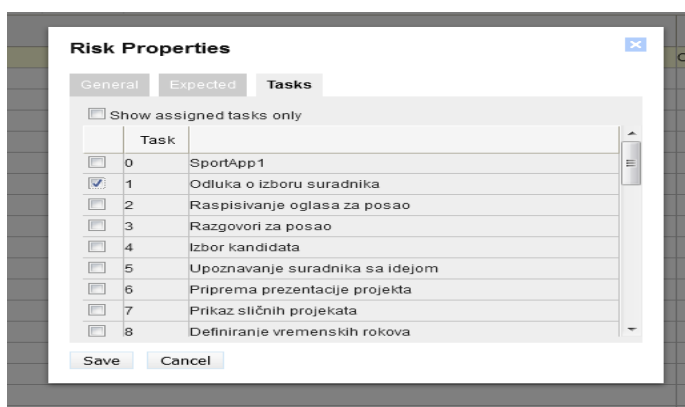 Risk Properties
General Expected Tasks
Show assigned tasks only
Task
0 SportApp1
1 Odluka o izboru suradnika
2 Raspisivanje oglasa za posao
3 Razgovori za posao
4 Izbor kandidata
5 Upoznavanje suradnika sa idejom
6 Priprema prezentacije projekta
7 Prikaz sličnih projekata
8 Definiranje vremenskih rokova
Save Cancel